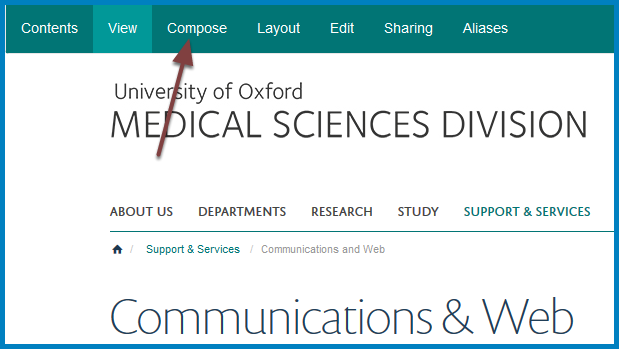 Contents View Compose Layout Edit Sharing Aliases
University of Oxford
MEDICAL SCIENCES DIVISION
ABOUT US DEPARTMENTS RESEARCH STUDY SUPPORT & SERVICES
/ Support & Services / Communications and Web
Communications & Web